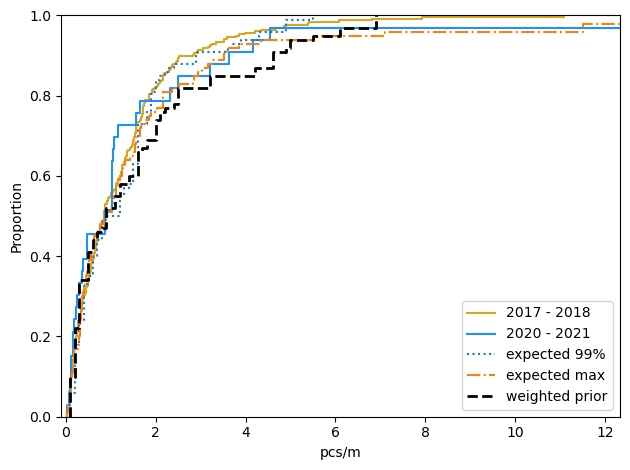 1.0
0.8
0.6
0.4
0.2
0.0
Proportion
2017 - 2018
2020 - 2021
expected 99%
expected max
weighted prior
0 2 4 6 8 10 12
pcs/m